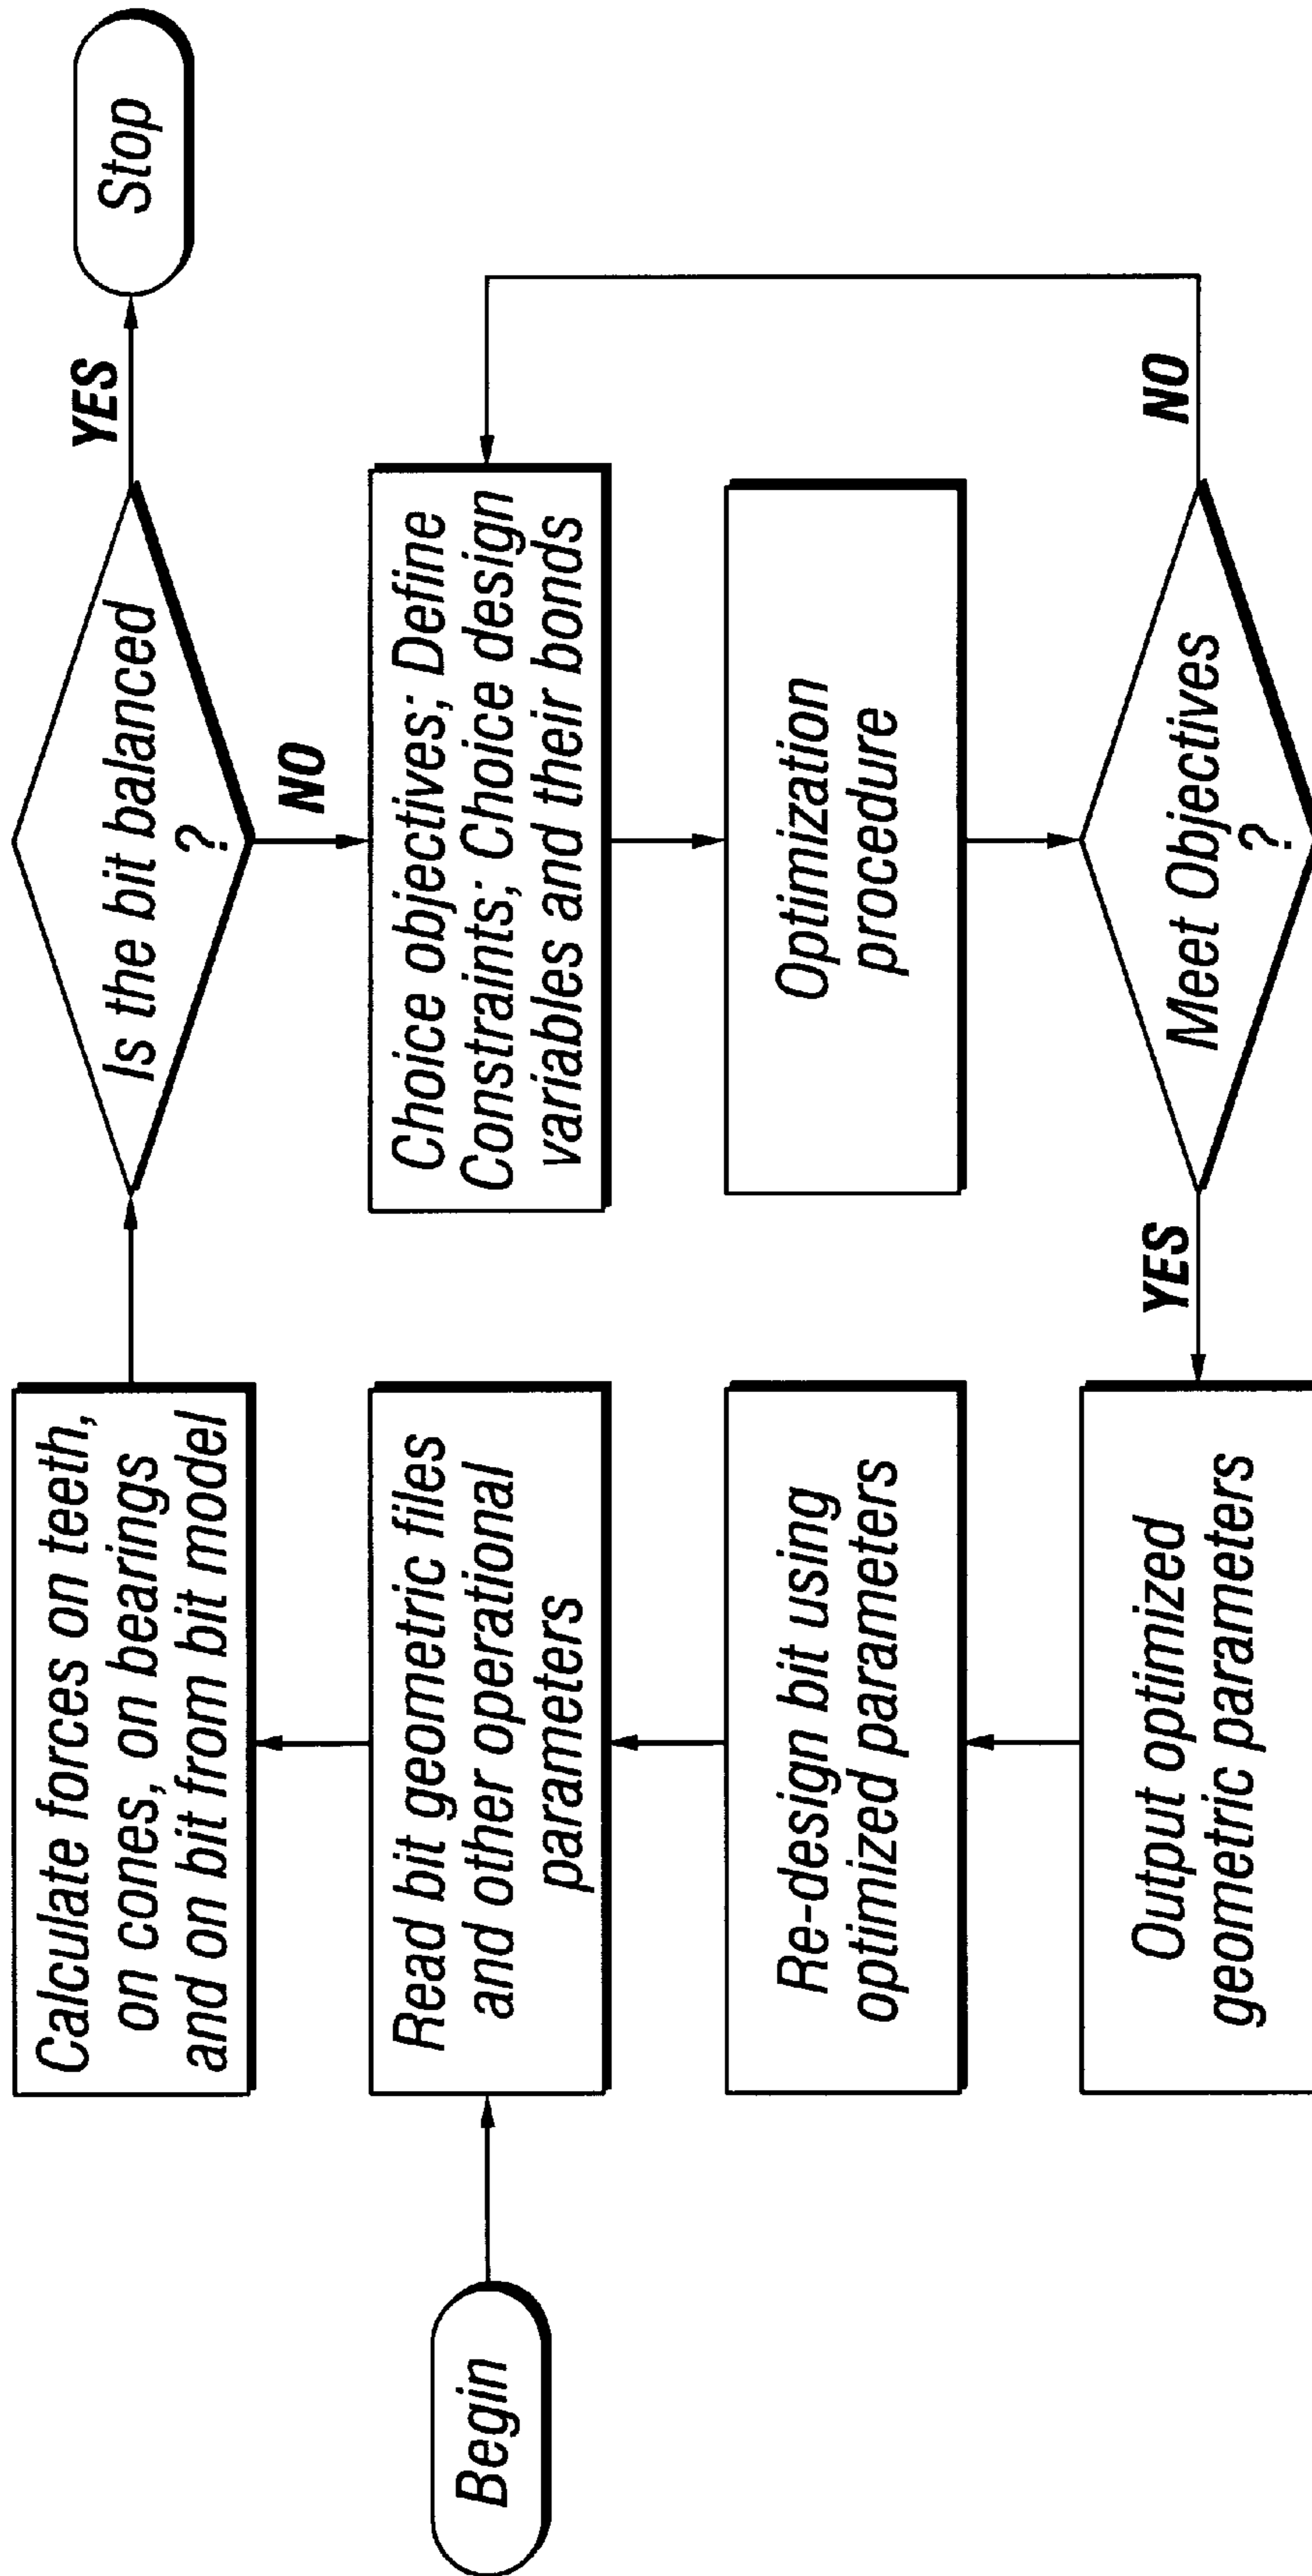 Begin
Calculate forces on teeth,
on cones, on bearings
and on bit from bit model
Read bit geometric files
and other operational
parameters
Re-design bit using
optimized parameters
Output optimized
geometric parameters
Is the bit balanced
?
YES
Stop
NO
Choice objectives; Define
Constraints; Choice design
variables and their bonds
Optimization
procedure
Meet Objectives
?
YES
NO